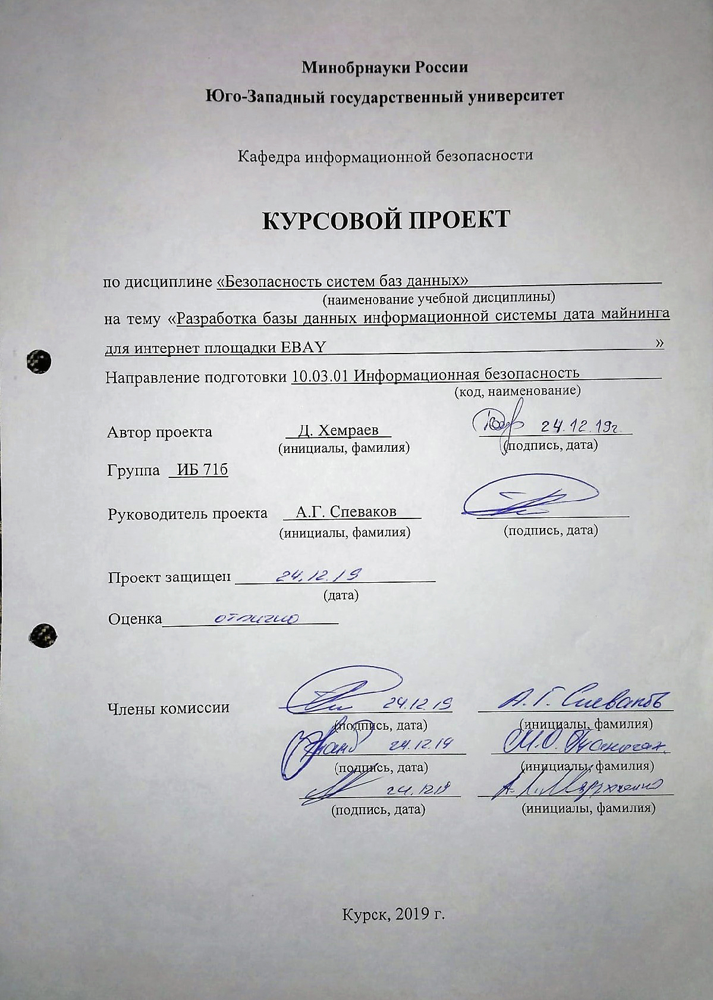 Минобрнауки России
Юго-Западный государственный университет
Кафедра информационной безопасности
КУРСОВОЙ ПРОЕКТ
по дисциплине «Безопасность систем баз данных»
(наименование учебной дисциплины)
на тему «Разработка базы данных информационной системы дата майнинга
для интернет площадки EBAY »
Направление подготовки 10.03.01 Информационная безопасность
(код, наименование)
Автор проекта Д. Хемраев 24.12.19г.
(инициалы, фамилия) (подпись, дата)
Группа ИБ 71б
Руководитель проекта А.Г. Спеваков
(инициалы, фамилия) (подпись, дата)
Проект защищен 24.12.19
(дата)
Оценка отлично
Члены комиссии 24.12.19 А.Г. Спеваков
(подпись, дата) (инициалы, фамилия)
24.12.19 М.О.
(подпись, дата) (инициалы, фамилия)
24.12.19 А.Л.
(подпись, дата) (инициалы, фамилия)
Курск, 2019 г.